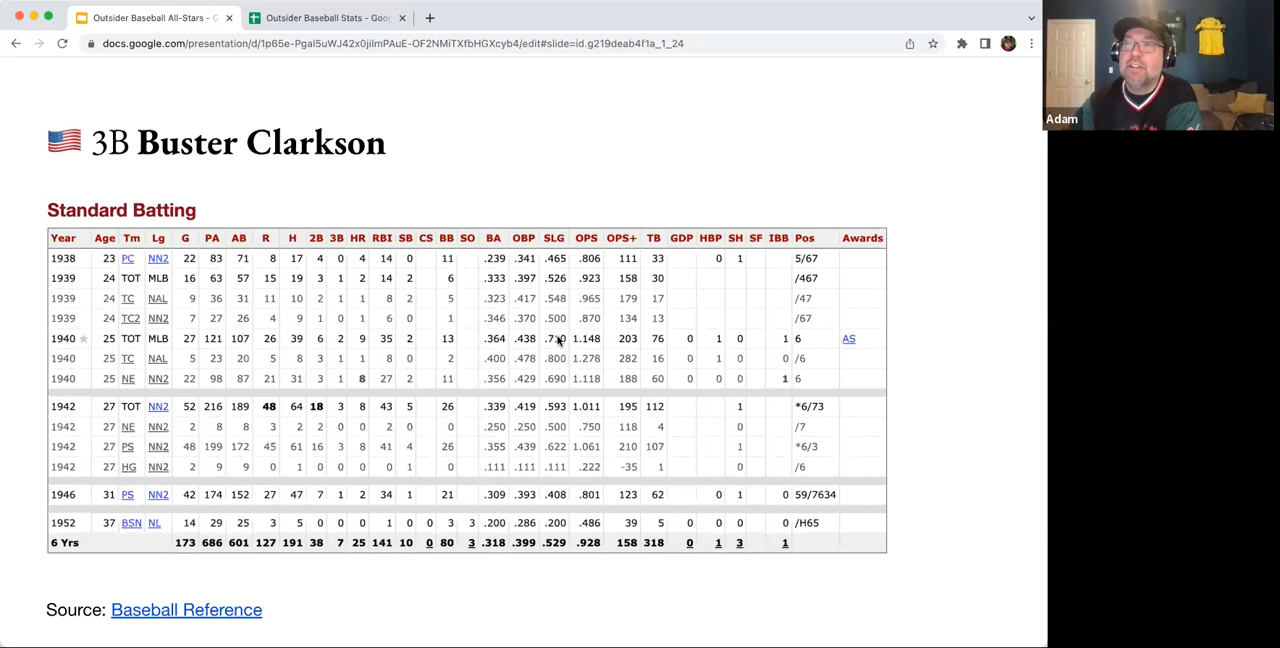 Outsider Baseball All-Stars - G
Outsider Baseball Stats - Goog
docs.google.com/presentation/d/1p65e-Pgal5uWJ42x0jilmPAuE-OF2NMiTXfbHGXcyb4/edit#slide=id.g219deab4f1a_1_24
Adam
3B Buster Clarkson
Standard Batting
Year Age Tm Lg G PA AB R H 2B 3B HR RBI SB CS BB SO BA OBP SLG OPS OPS+ TB GDP HBP SH SF IBB Pos Awards
1938 23 PC NN2 22 83 71 8 17 4 0 4 14 0 11 .239 .341 .465 .806 111 33 0 1 5/67
1939 24 TOT MLB 16 63 57 15 19 3 1 2 14 2 6 .333 .397 .526 .923 158 30 /467
1939 24 TC NAL 9 36 31 11 10 2 1 1 8 2 5 .323 .417 .548 .965 179 17 /47
1939 24 TC2 NN2 7 27 26 4 9 1 0 1 6 0 1 .346 .370 .500 .870 134 13 /67
1940 25 TOT MLB 27 121 107 26 39 6 2 9 35 2 13 .364 .438 1.148 203 76 0 1 0 1 6 AS
1940 25 TC NAL 5 23 20 5 8 3 1 1 8 0 2 .400 .478 .800 1.278 282 16 0 1 0 0 /6
1940 25 NE NN2 22 98 87 21 31 3 1 8 27 2 11 .356 .429 .690 1.118 188 60 0 0 0 1 6
1942 27 TOT NN2 52 216 189 48 64 18 3 8 43 5 26 .339 .419 .593 1.011 195 112 1 *6/73
1942 27 NE NN2 2 8 8 3 2 2 0 0 2 0 0 .250 .250 .500 .750 118 4 0 /7
1942 27 PS NN2 48 199 172 45 61 16 3 8 41 4 26 .355 .439 .622 1.061 210 107 1 *6/3
1942 27 HG NN2 2 9 9 0 1 0 0 0 0 1 0 .111 .111 .111 .222 -35 1 0 /6
1946 31 PS NN2 42 174 152 27 47 7 1 2 34 1 21 .309 .393 .408 .801 123 62 0 1 0 59/7634
1952 37 BSN NL 14 29 25 3 5 0 0 0 1 0 0 3 3 .200 .286 .200 .486 39 5 0 0 0 0 /H65
6 Yrs 173 686 601 127 191 38 7 25 141 10 0 80 3 .318 .399 .529 .928 158 318 0 1 3 1
Source: Baseball Reference